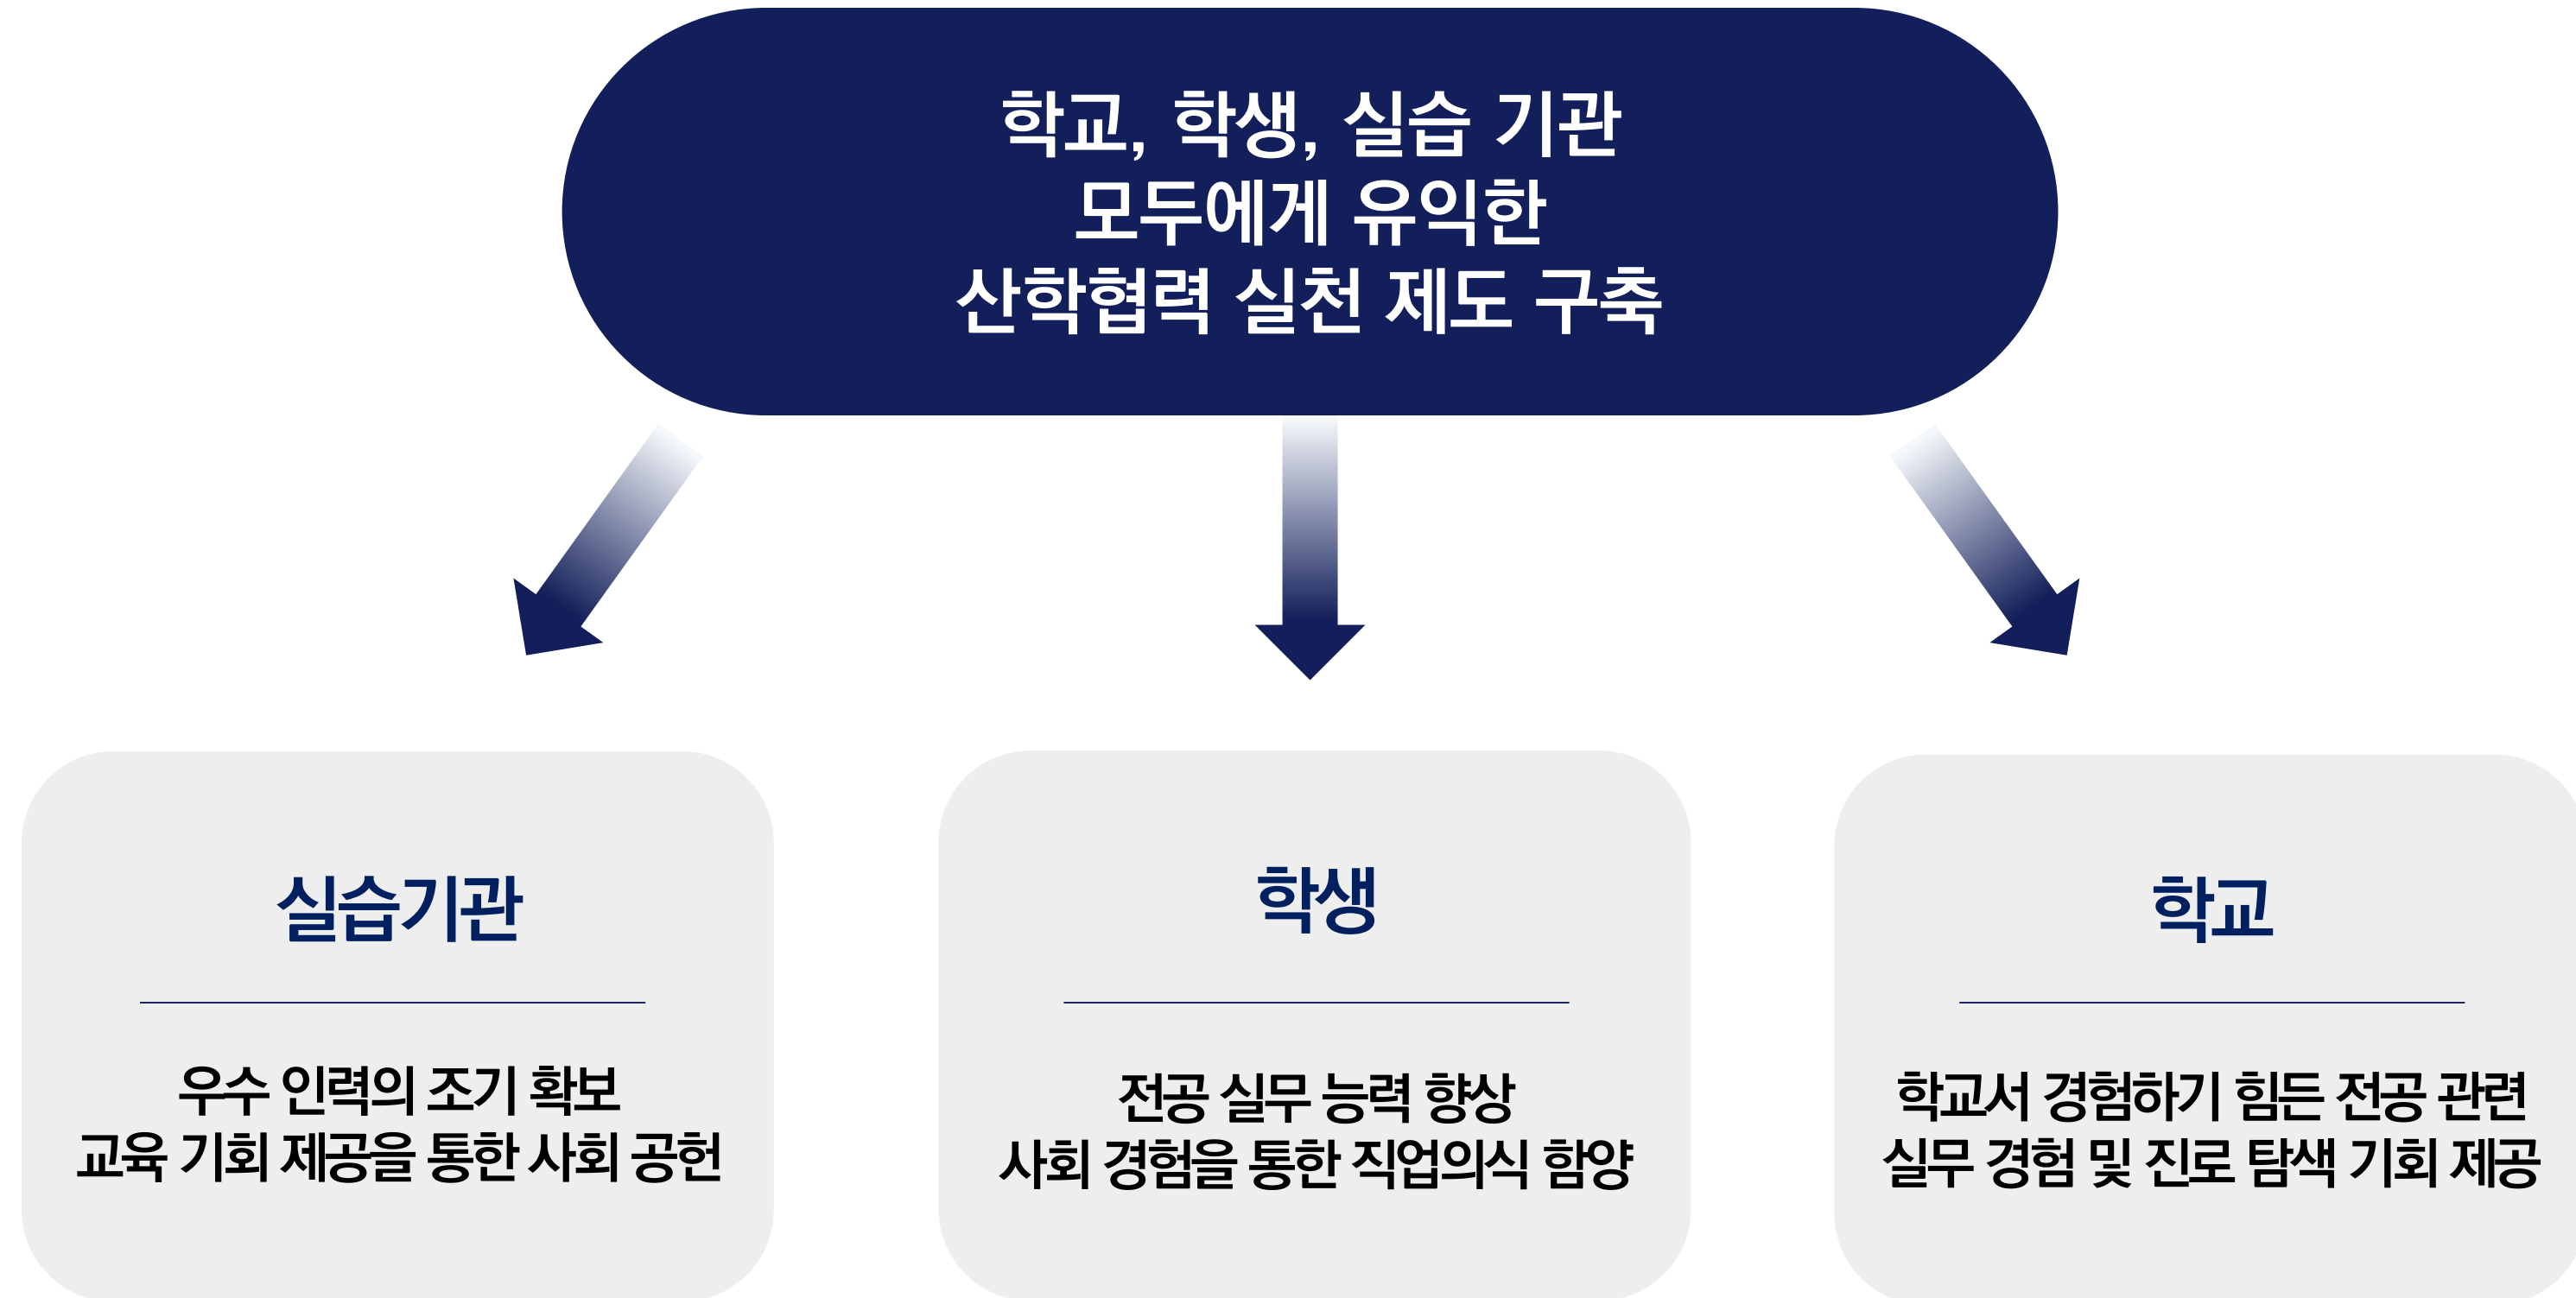 학교, 학생, 실습 기관
모두에게 유익한
산학협력 실천 제도 구축
실습기관
우수 인력의 조기 확보
교육 기회 제공을 통한 사회 공헌
학생
전공 실무 능력 향상
사회 경험을 통한 직업의식 함양
학교
학교서 경험하기 힘든 전공 관련
실무 경험 및 진로 탐색 기회 제공